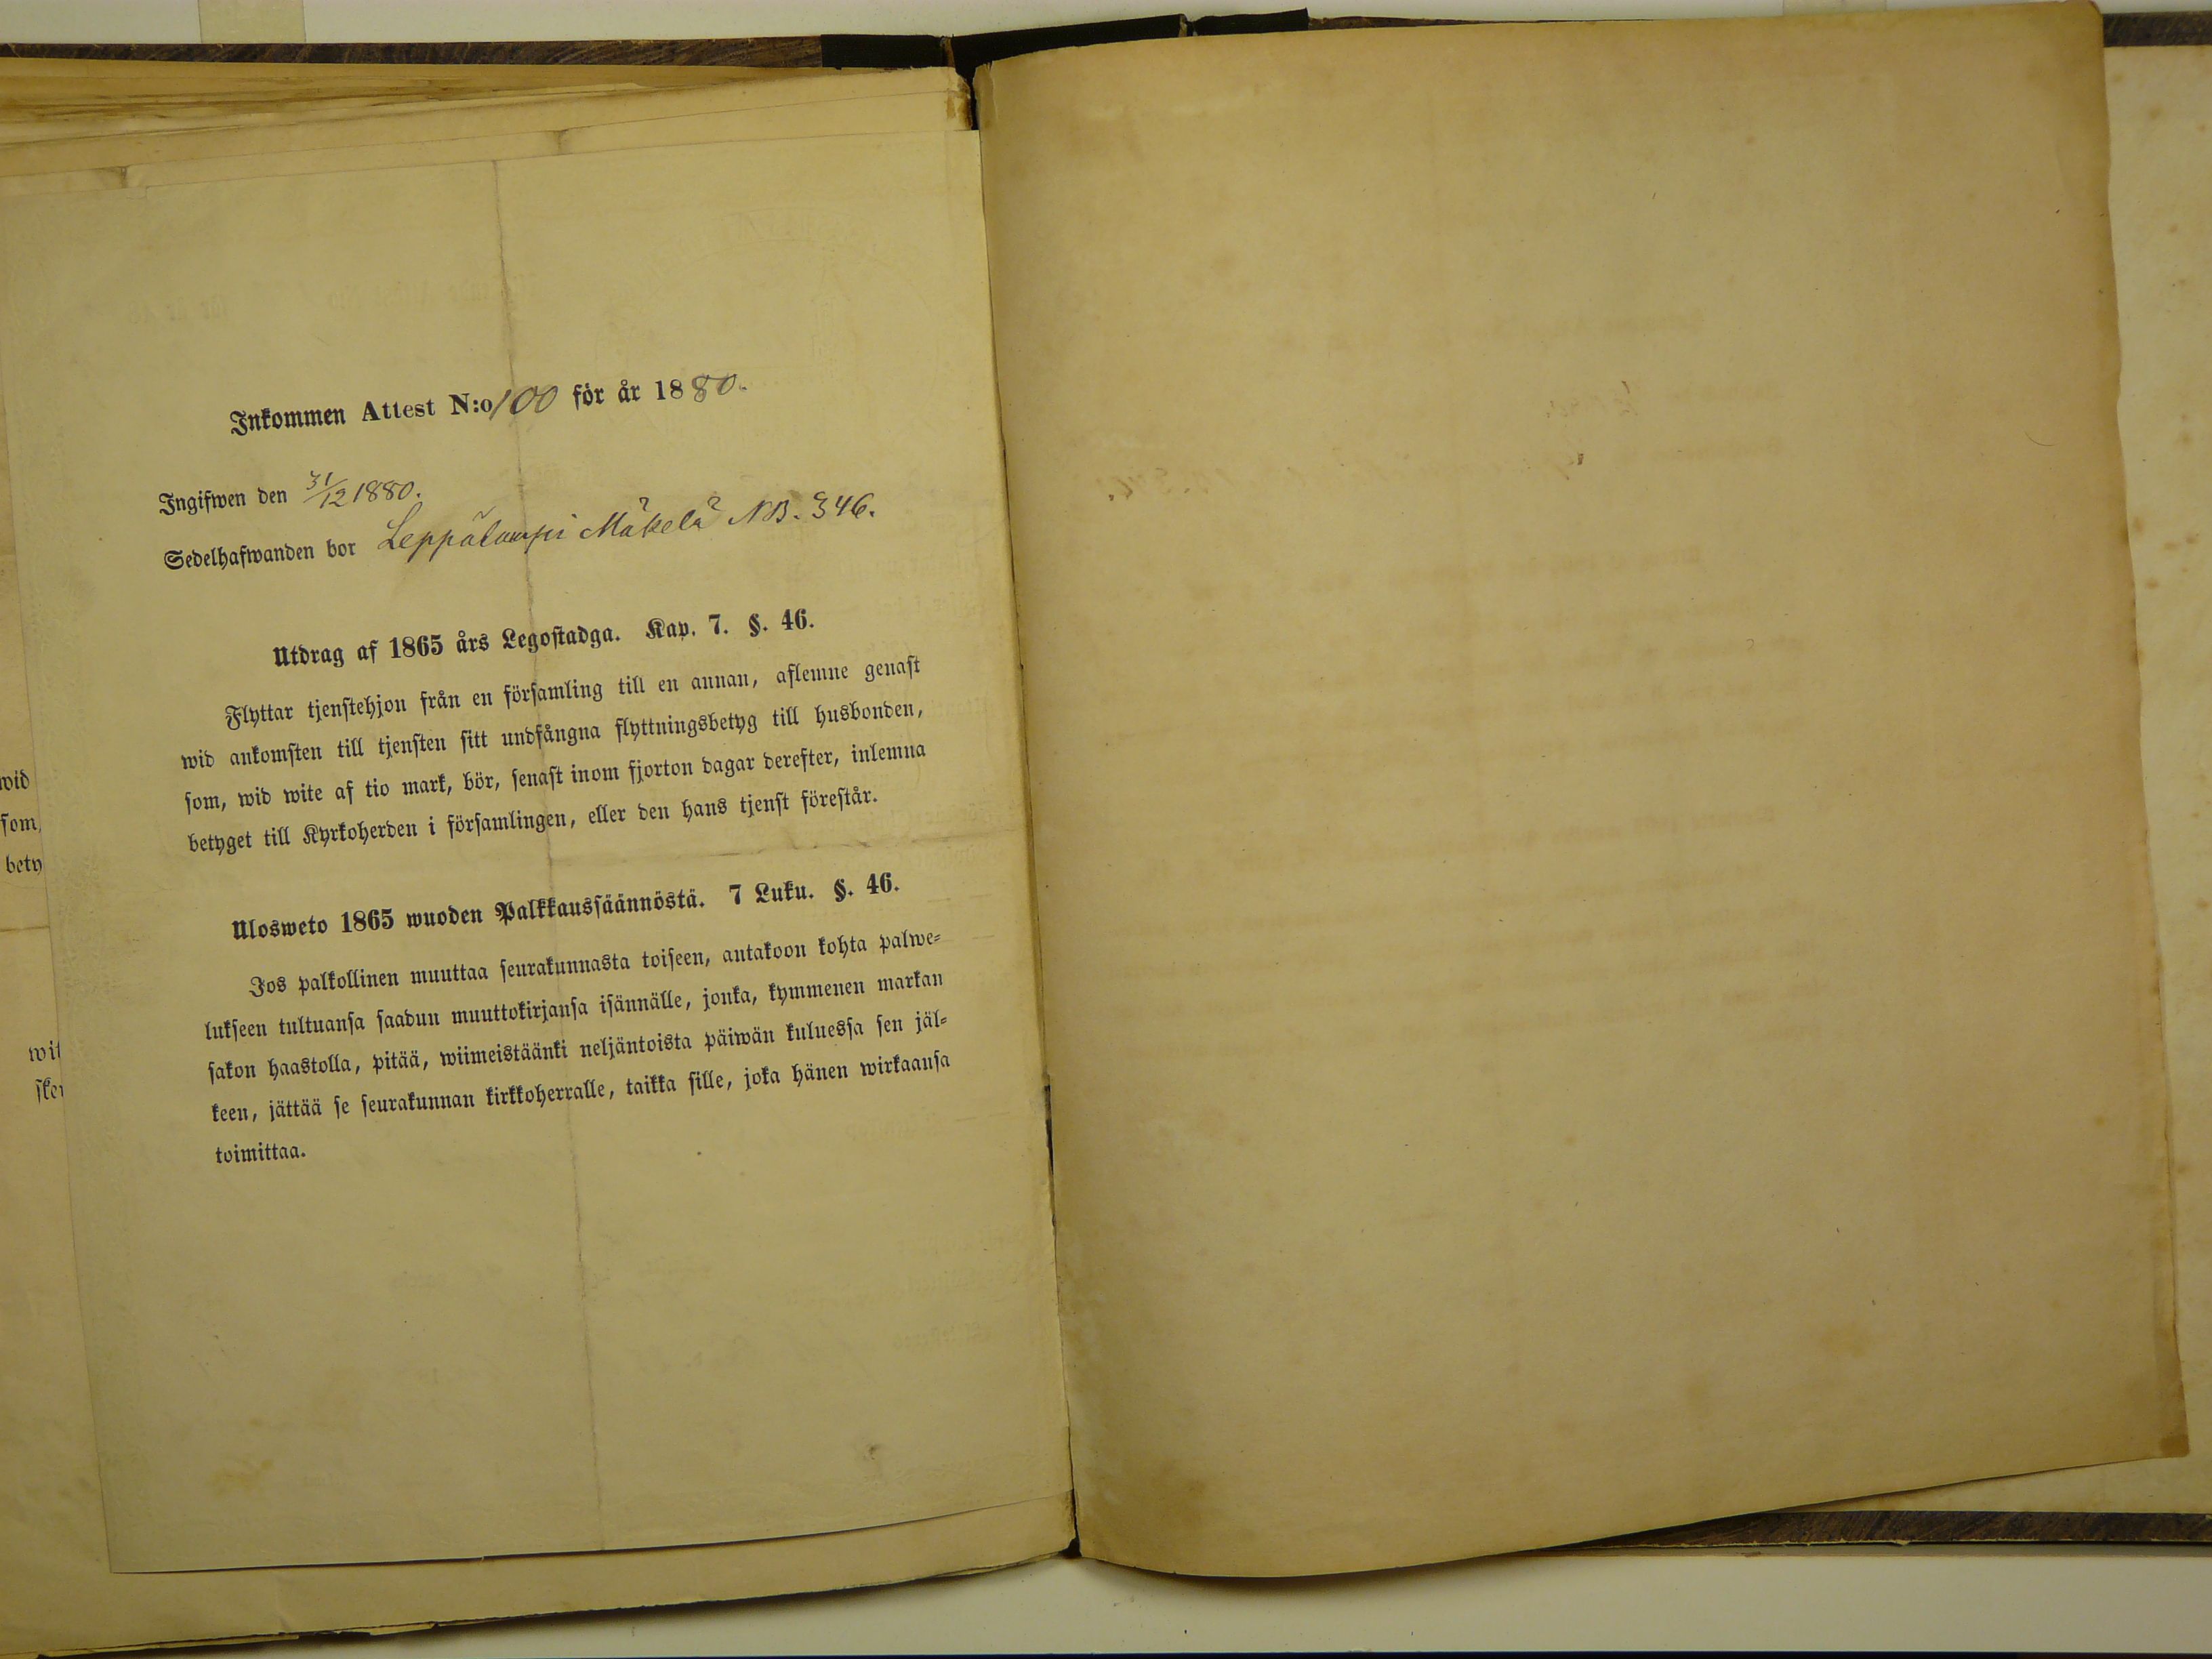 Inkommen Attest N:o 100 för år 1880.
Ingifwen den 31/12 1880.
Sedelhafwanden bor Leppälampi Mäkelä NB. 346.
Utdrag af 1865 års Legostadga. Kap. 7. §. 46.
Flyttar tjenstehjon från en församling till en annan, aflemne genast
wid ankomsten till tjensten sitt undfångna flyttningsbetyg till husbonden,
som, wid wite af tio mark, bör, senast inom fjorton dagar derefter, inlemna
betyget till Kyrkoherden i församlingen, eller den hans tjenst förestår.
Ulosweto 1865 wuoden Palkkaussäännöstä. 7 Luku. §. 46.
Jos palkollinen muuttaa seurakunnasta toiseen, antakoon kohta palwe-
lukseen tultuansa saadun muuttokirjansa isännälle, jonka, kymmenen markan
sakon haastolla, pitää, wiimeistäänki neljäntoista päiwän kuluessa sen jäl-
keen, jättää se seurakunnan kirkkoherralle, taikka sille, joka hänen wirkaansa
toimittaa.
wid
som,
bety